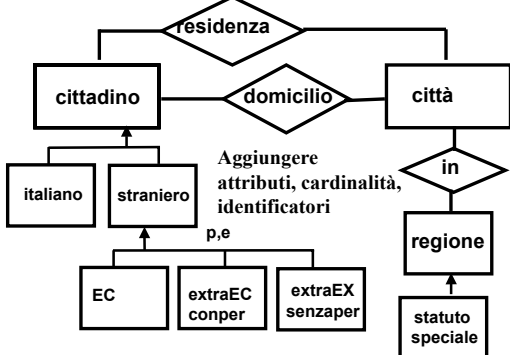 residenza
cittadino
domicilio
città
Aggiungere
attributi, cardinalità,
identificatori
in
italiano
straniero
p,e
regione
EC
extraEC
conper
extraEX
senzaper
statuto
speciale